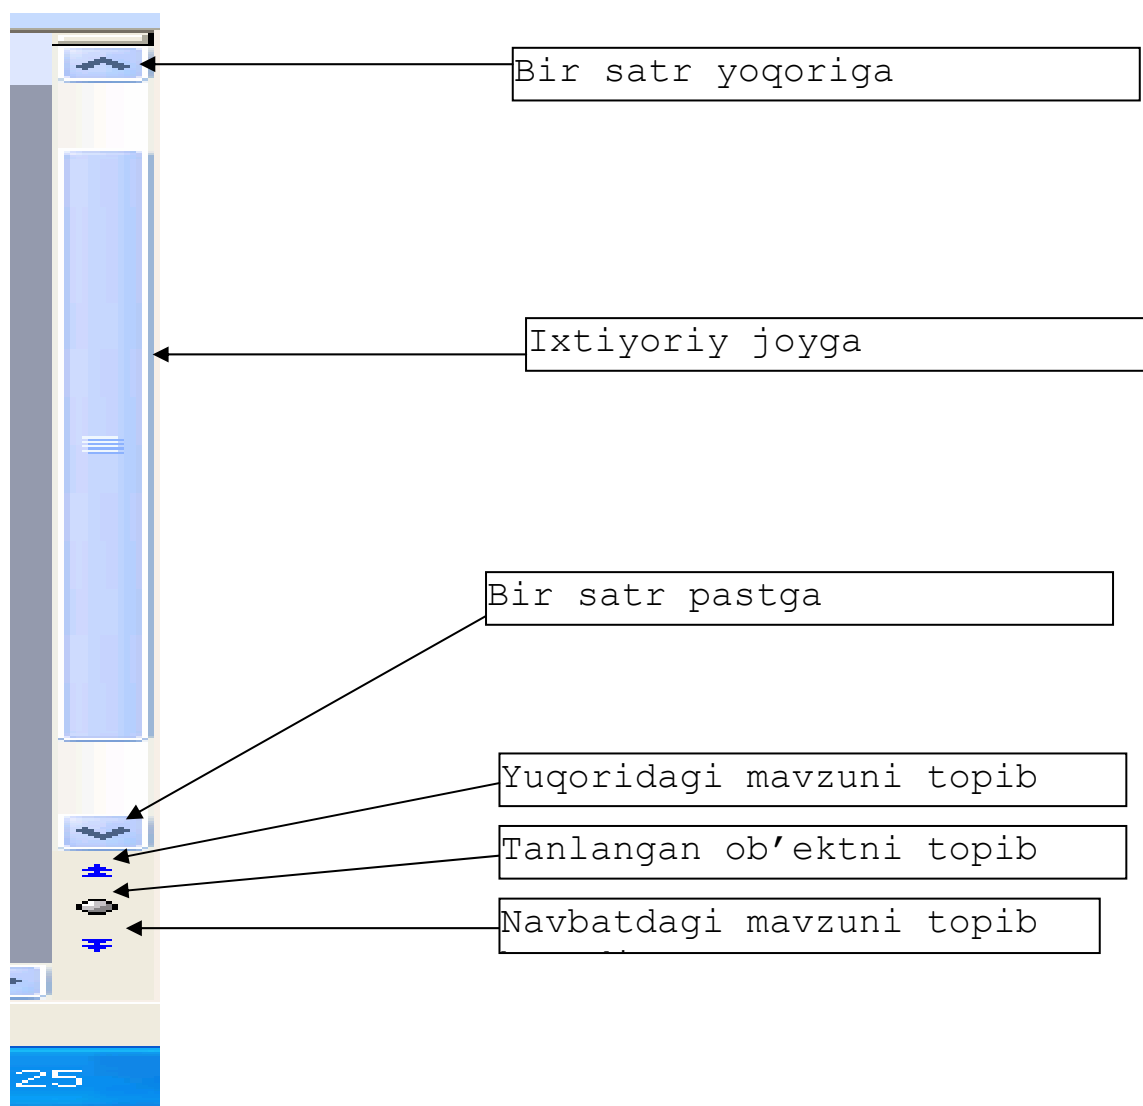 Bir satr yoqoriga
Ixtiyoriy joyga
Bir satr pastga
Yuqoridagi mavzuni topib
Tanlangan ob’ektni topib
Navbatdagi mavzuni topib
25